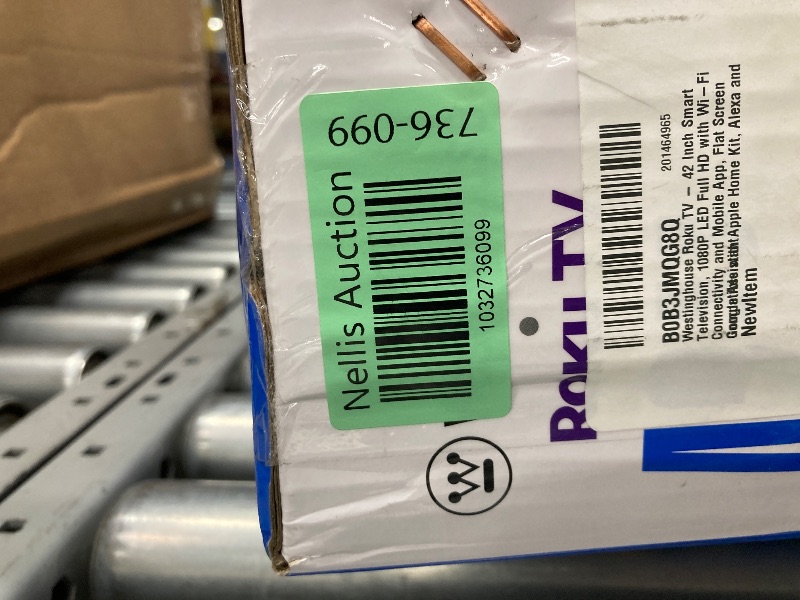 736-099
Nellis Auction
1032736099
ROKU TV
201464965
B0B3JMQG8Q
Westinghouse Roku TV – 42 Inch Smart
Television, 1080P LED Full HD with Wi-Fi
Connectivity and Mobile App, Flat Screen
Apple Home Kit, Alexa and
NewItem